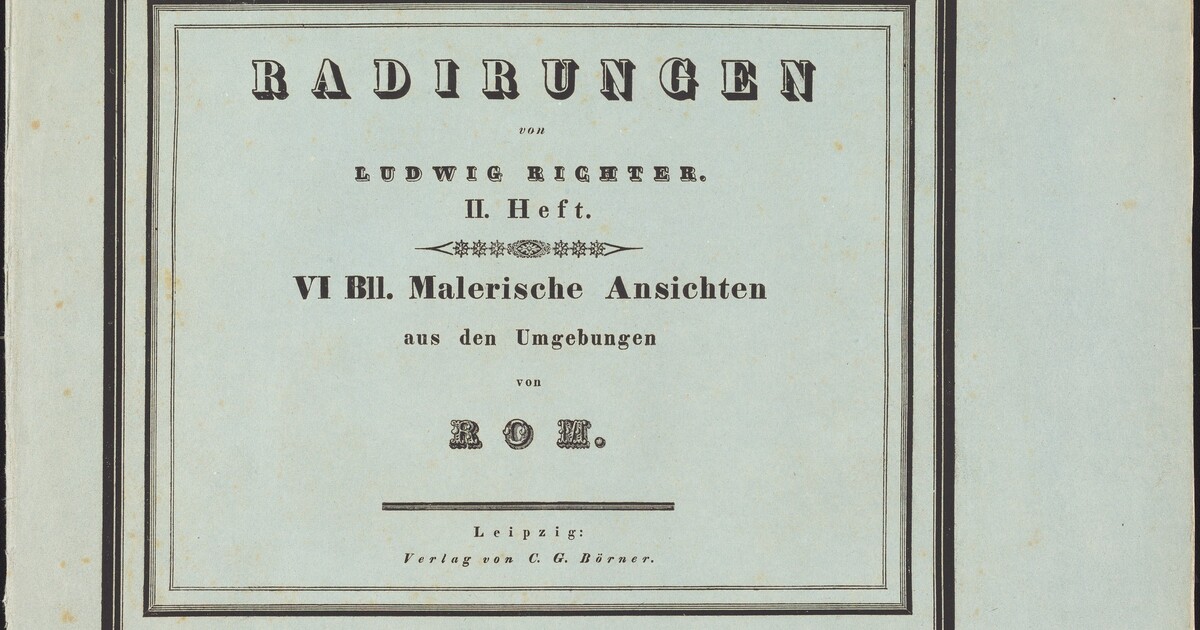 RADIRUNGEN
von
LUDWIG RICHTER.
II. Heft.
VI Bll. Malerische Ansichten
aus den Umgebungen
von
ROM.
Leipzig:
Verlag von C. G. Börner.